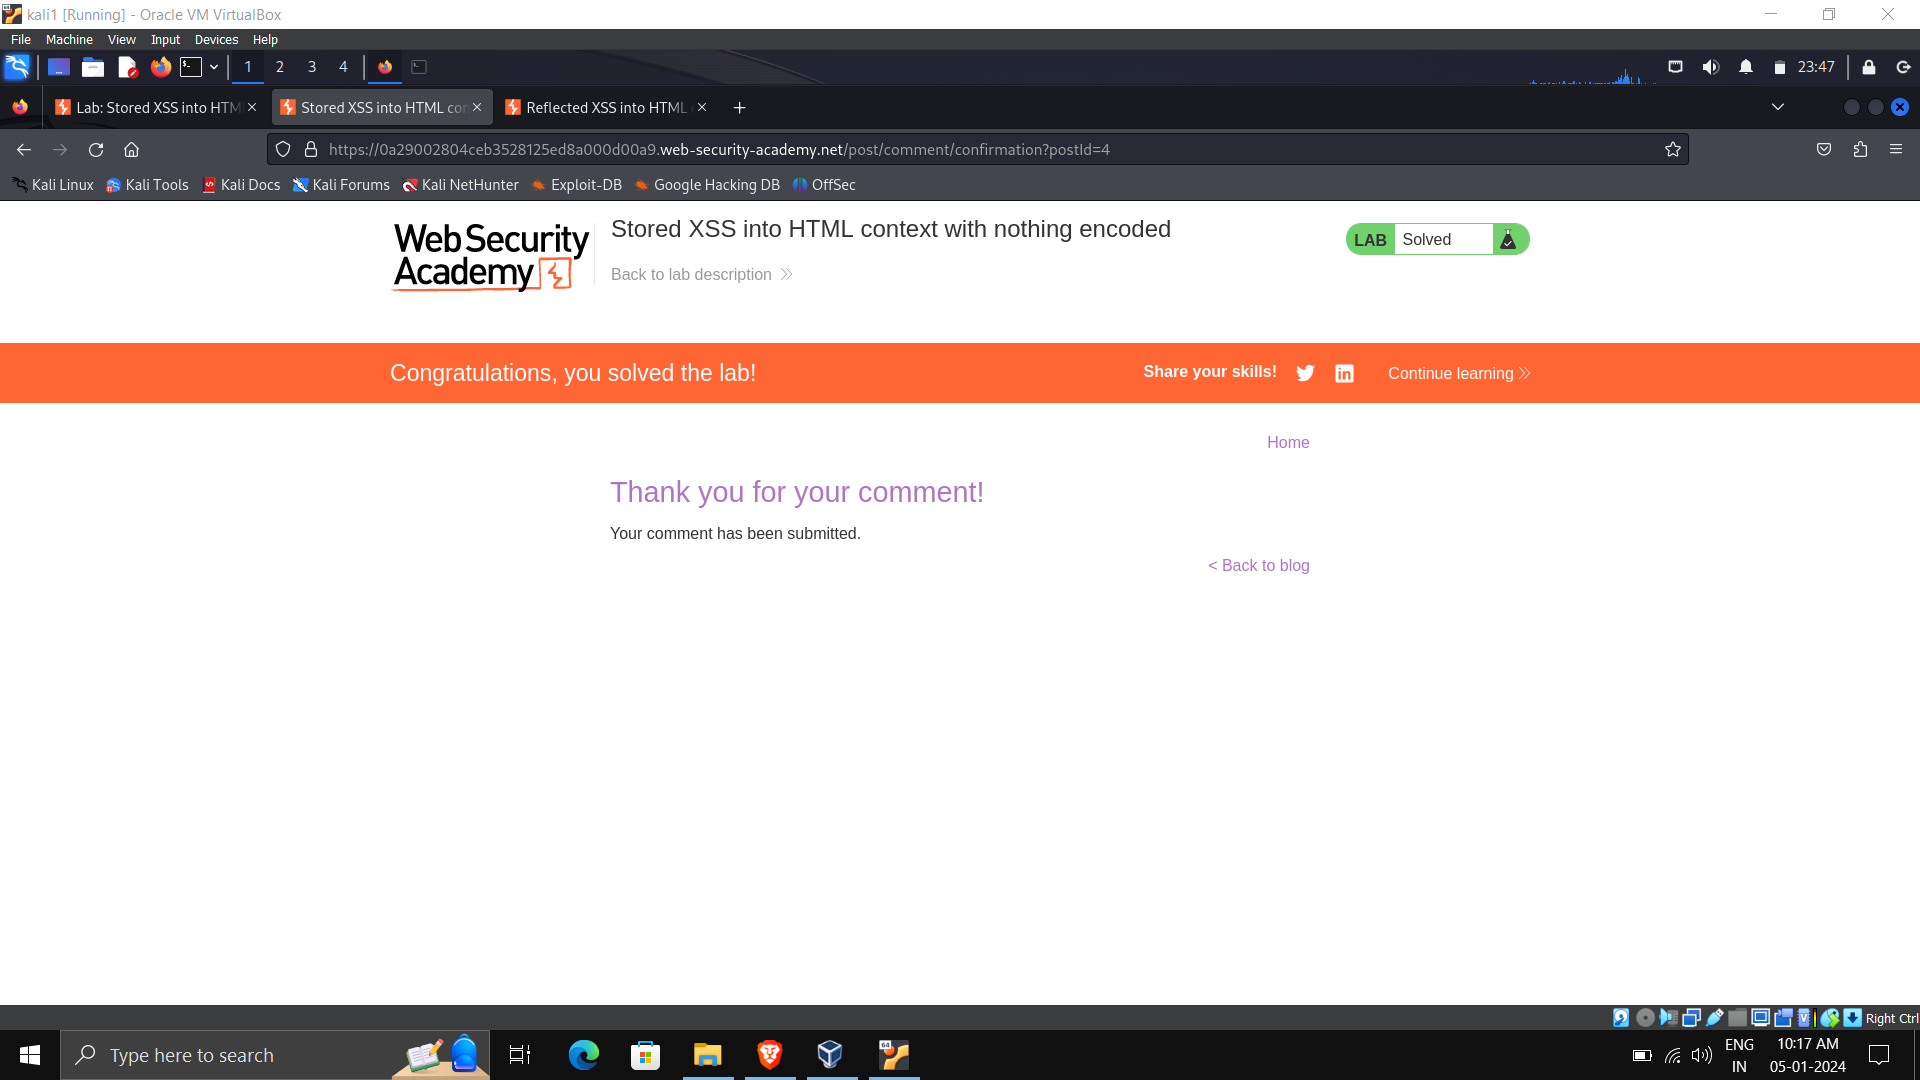 kali1 [Running] - Oracle VM VirtualBox
File Machine View Input Devices Help
1 2 3 4 23:47
Lab: Stored XSS into HTM Stored XSS into HTML con Reflected XSS into HTML
https://0a29002804ceb3528125ed8a000d00a9.web-security-academy.net/post/comment/confirmation?postId=4
Kali Linux Kali Tools Kali Docs Kali Forums Kali NetHunter Exploit-DB Google Hacking DB OffSec
Web Security
Academy
Stored XSS into HTML context with nothing encoded
Back to lab description
LAB Solved
Congratulations, you solved the lab!
Share your skills! Continue learning
Home
Thank you for your comment!
Your comment has been submitted.
< Back to blog
Right Ctrl
Type here to search
ENG
IN
10:17 AM
05-01-2024